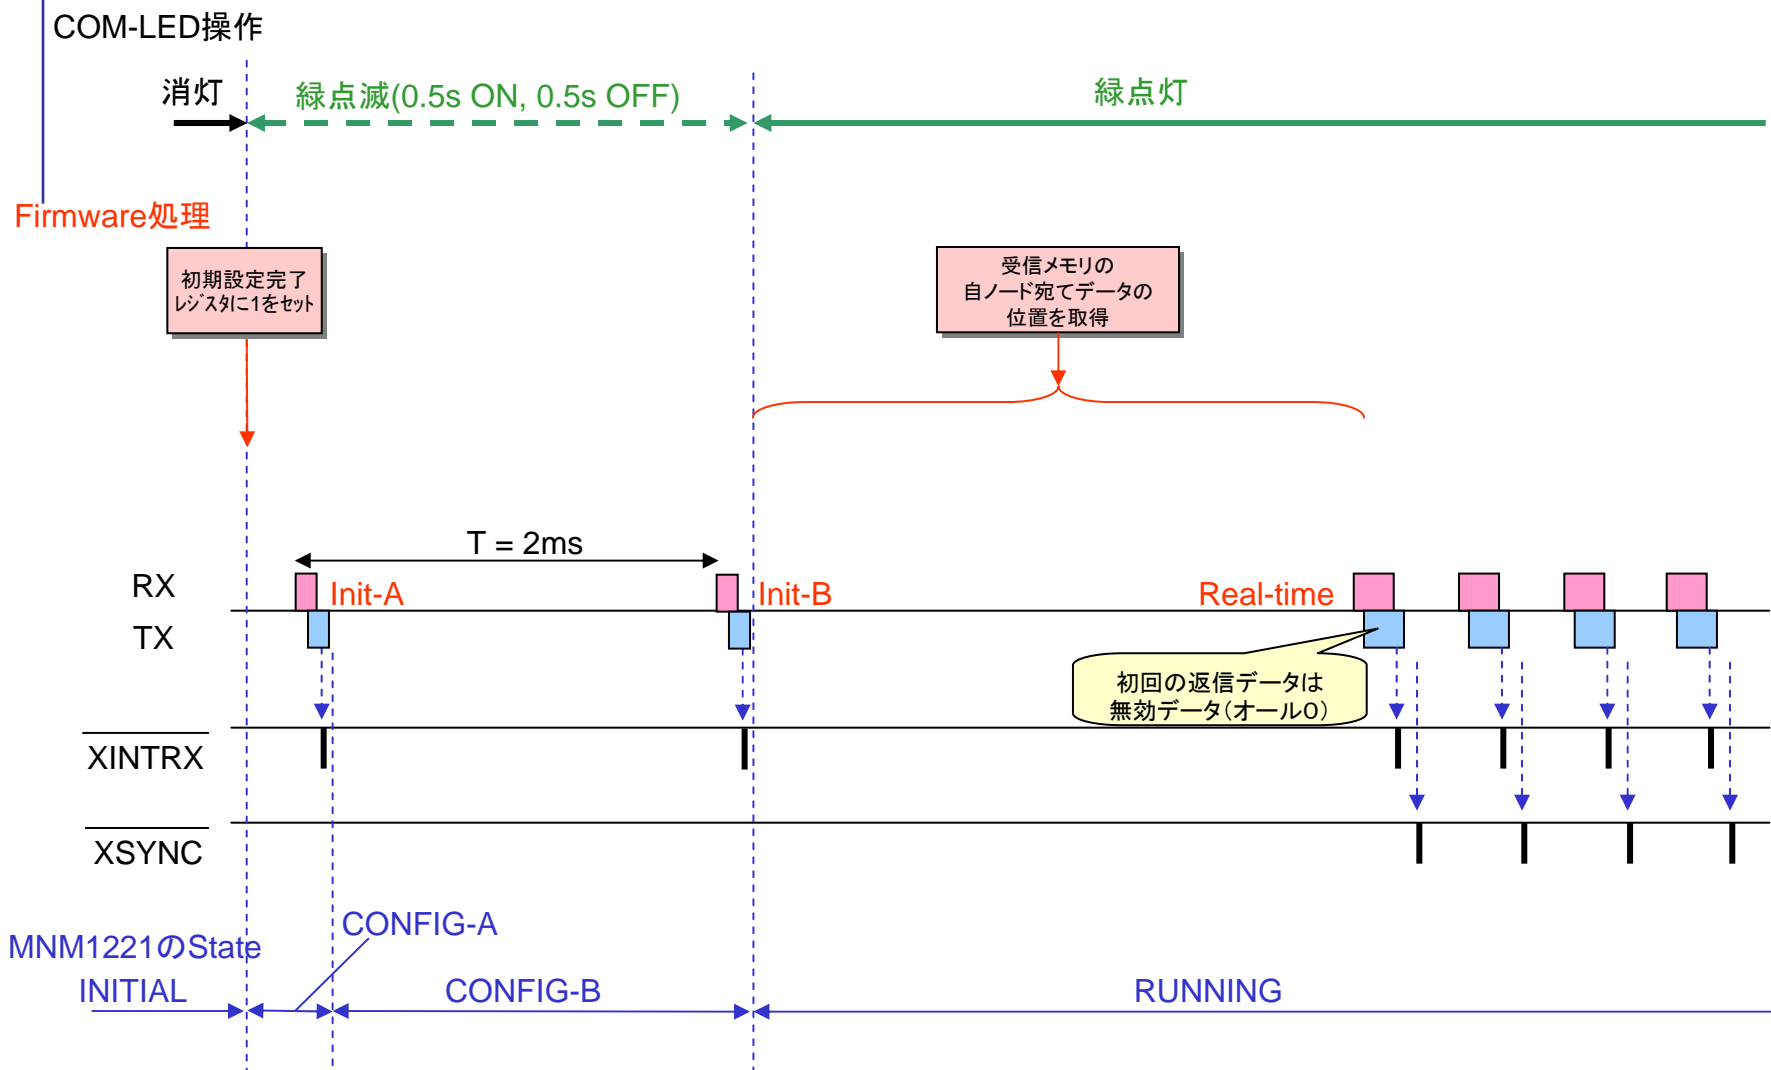 COM-LED操作
消灯
緑点滅(0.5s ON, 0.5s OFF)
緑点灯
Firmware処理
初期設定完了
ﾚｼﾞｽﾀに1をｾｯﾄ
受信メモリの
自ノード宛てデータの
位置を取得
T = 2ms
RX
Init-A
Init-B
Real-time
TX
初回の返信データは
無効データ(オール0)
XINTRX
XSYNC
CONFIG-A
MNM1221のState
INITIAL
CONFIG-B
RUNNING